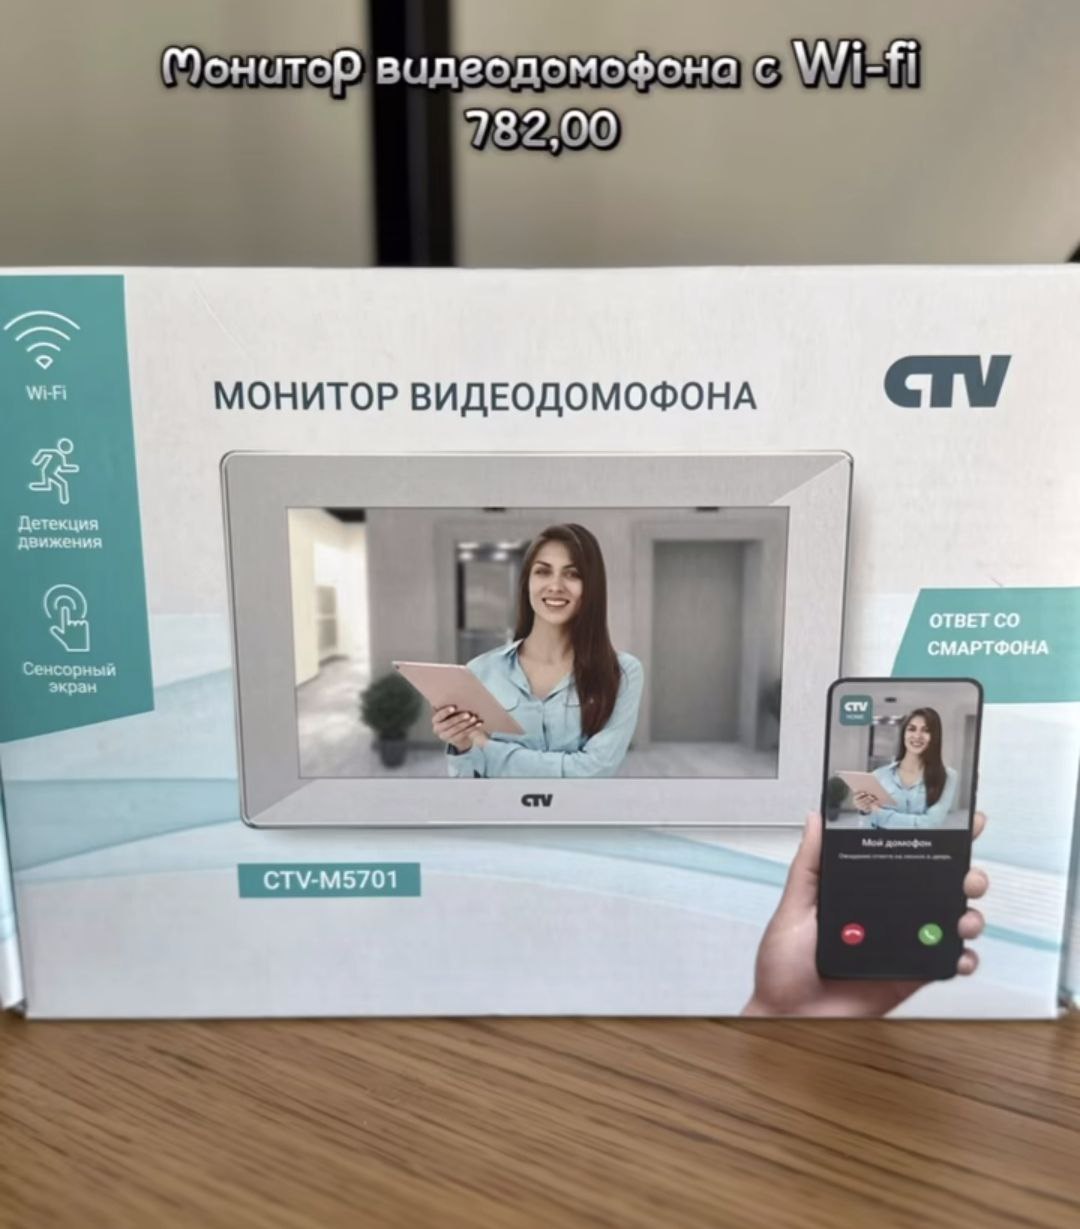 Монитор видеодомофона с Wi-fi
782,00
CTV
МОНИТОР ВИДЕОДОМОФОНА
Wi-Fi
Детекция
движения
Сенсорный
экран
ОТВЕТ СО
СМАРТФОНА
CTV
HOME
CTV
Мой домофон
CTV-M5701